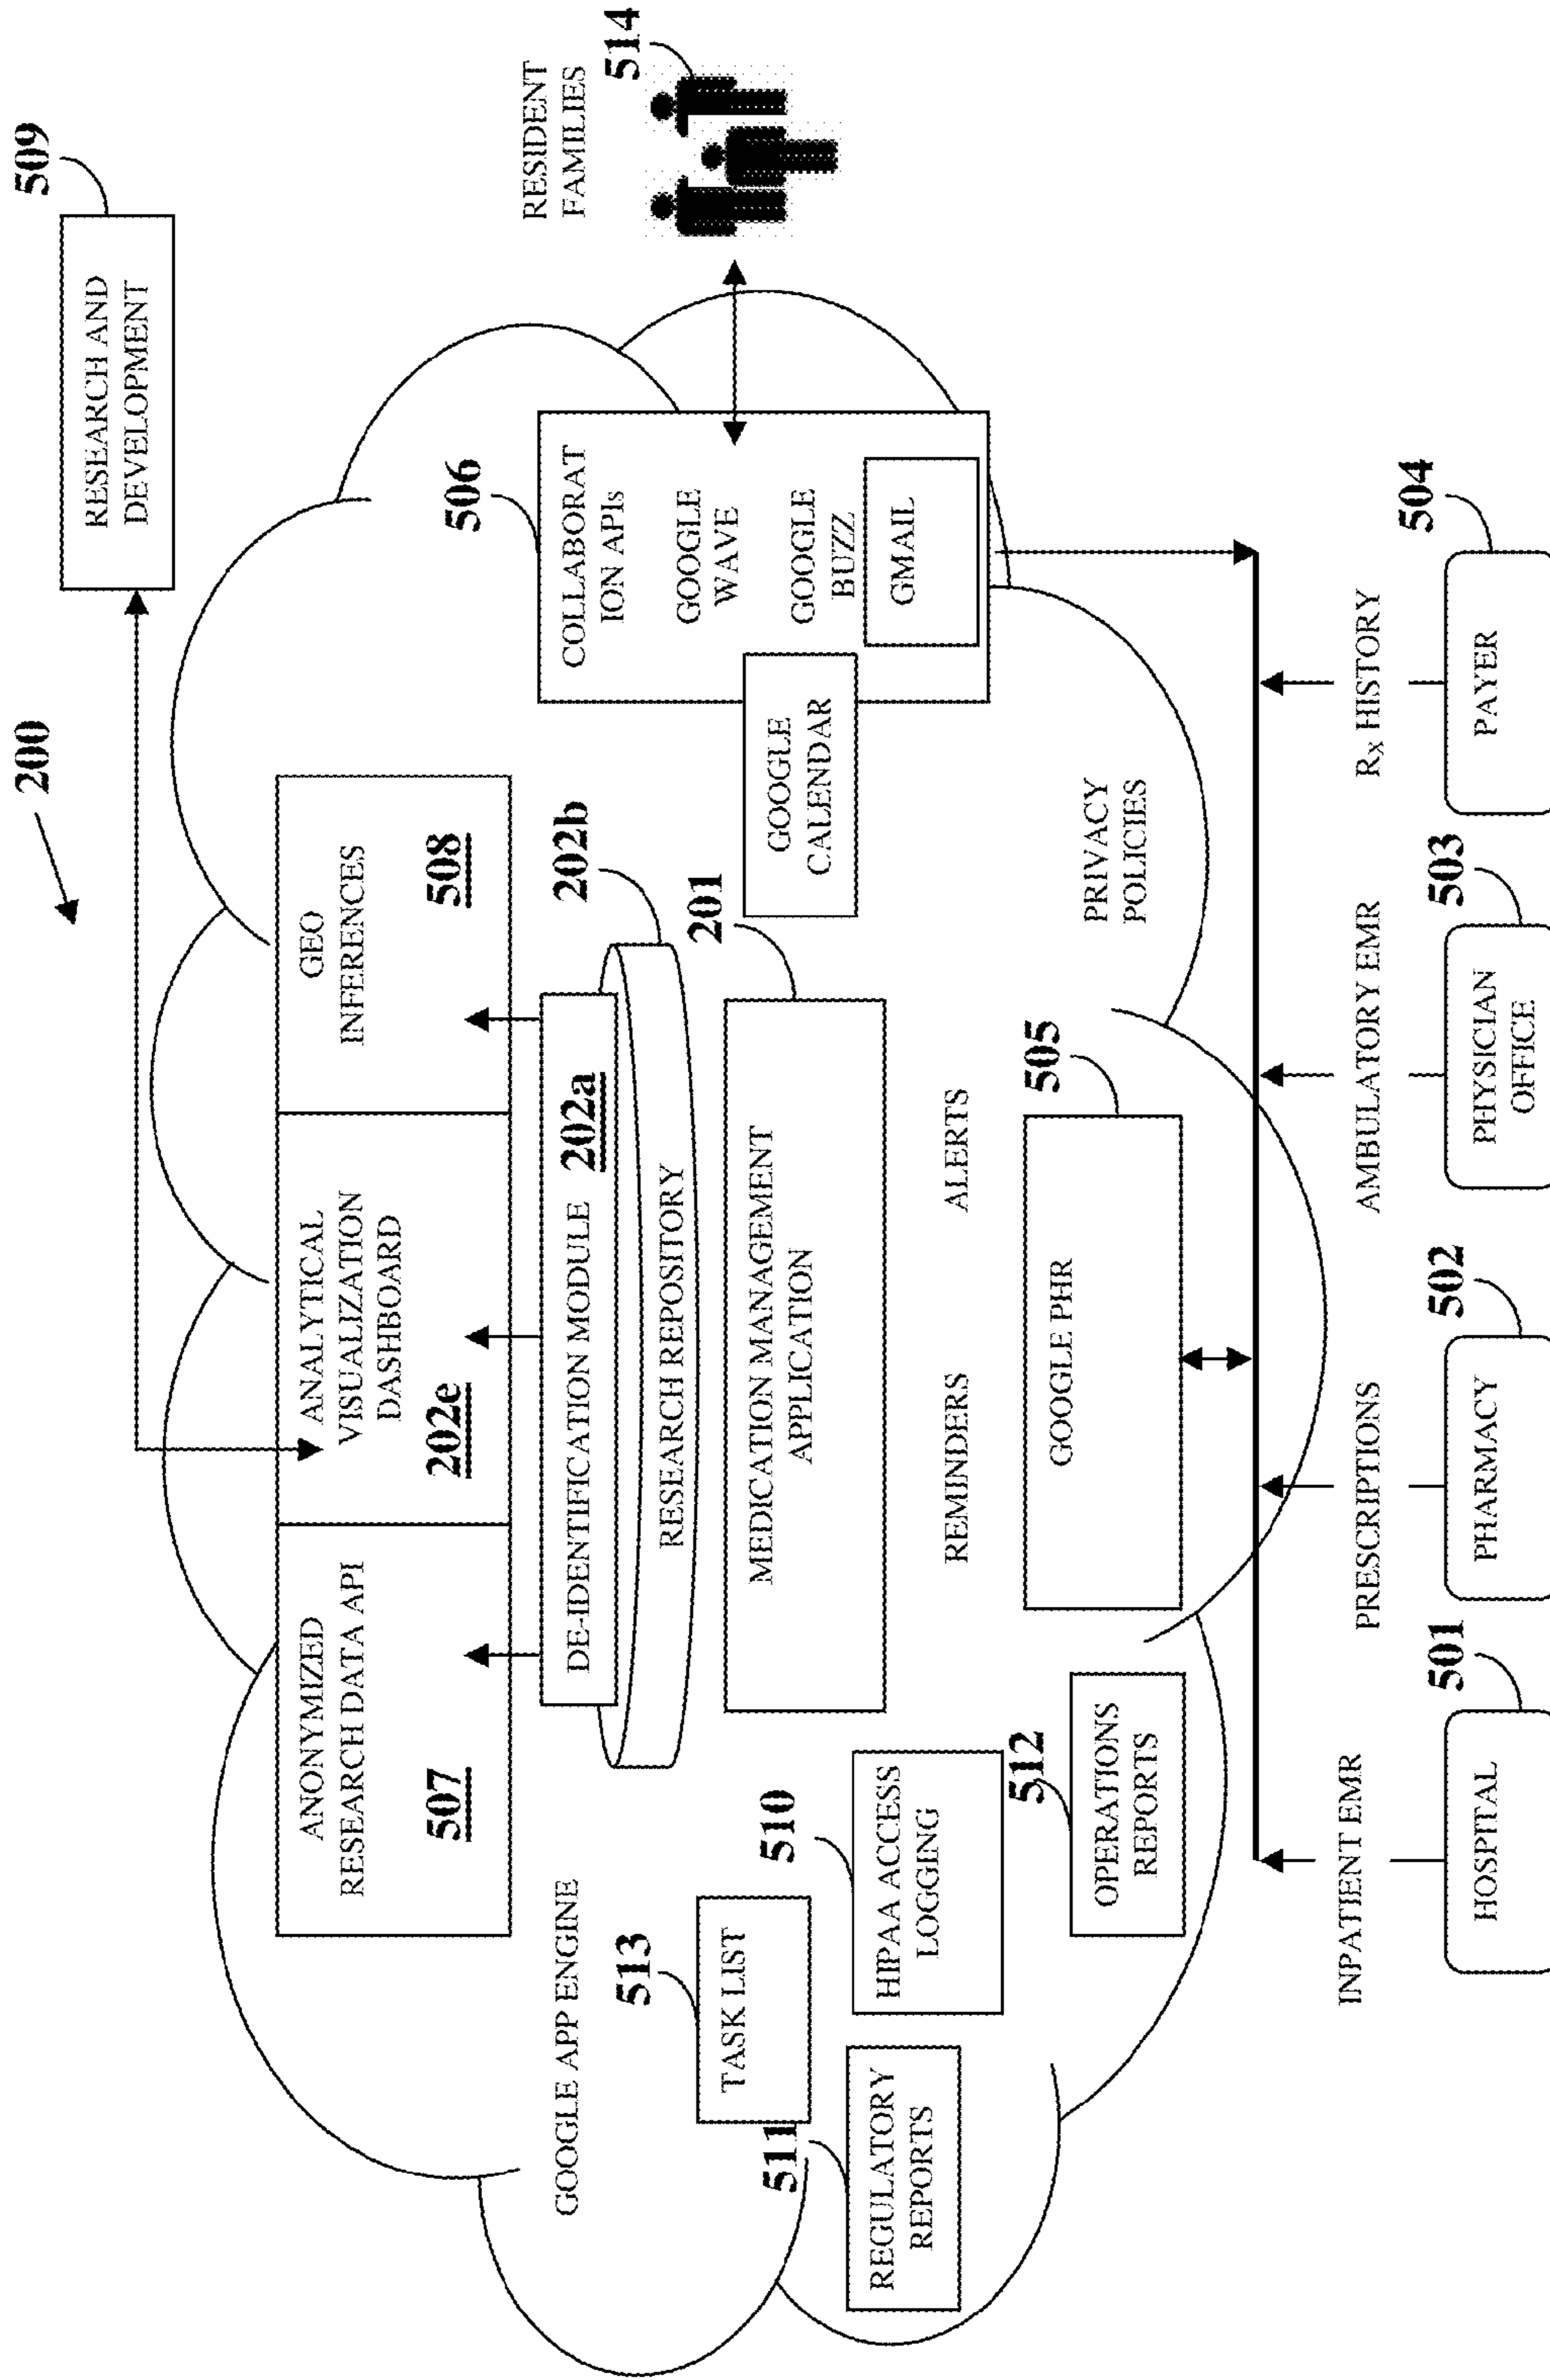 200
509
RESEARCH AND
DEVELOPMENT
ANONYMIZED
RESEARCH DATA API
507
ANALYTICAL
VISUALIZATION
DASHBOARD
202e
GEO
INFERENCES
508
GOOGLE APP ENGINE
DE-IDENTIFICATION MODULE
202a
202b
RESEARCH REPOSITORY
506
COLLABORAT
ION APIs
GOOGLE
WAVE
GOOGLE
BUZZ
GMAIL
RESIDENT
FAMILIES
514
513
TASK LIST
201
MEDICATION MANAGEMENT
APPLICATION
GOOGLE
CALENDAR
511
REGULATORY
REPORTS
510
HIPAA ACCESS
LOGGING
REMINDERS
ALERTS
512
OPERATIONS
REPORTS
505
GOOGLE PHR
PRIVACY
POLICIES
INPATIENT EMR
PRESCRIPTIONS
AMBULATORY EMR
Rx HISTORY
501
HOSPITAL
502
PHARMACY
503
PHYSICIAN
OFFICE
504
PAYER